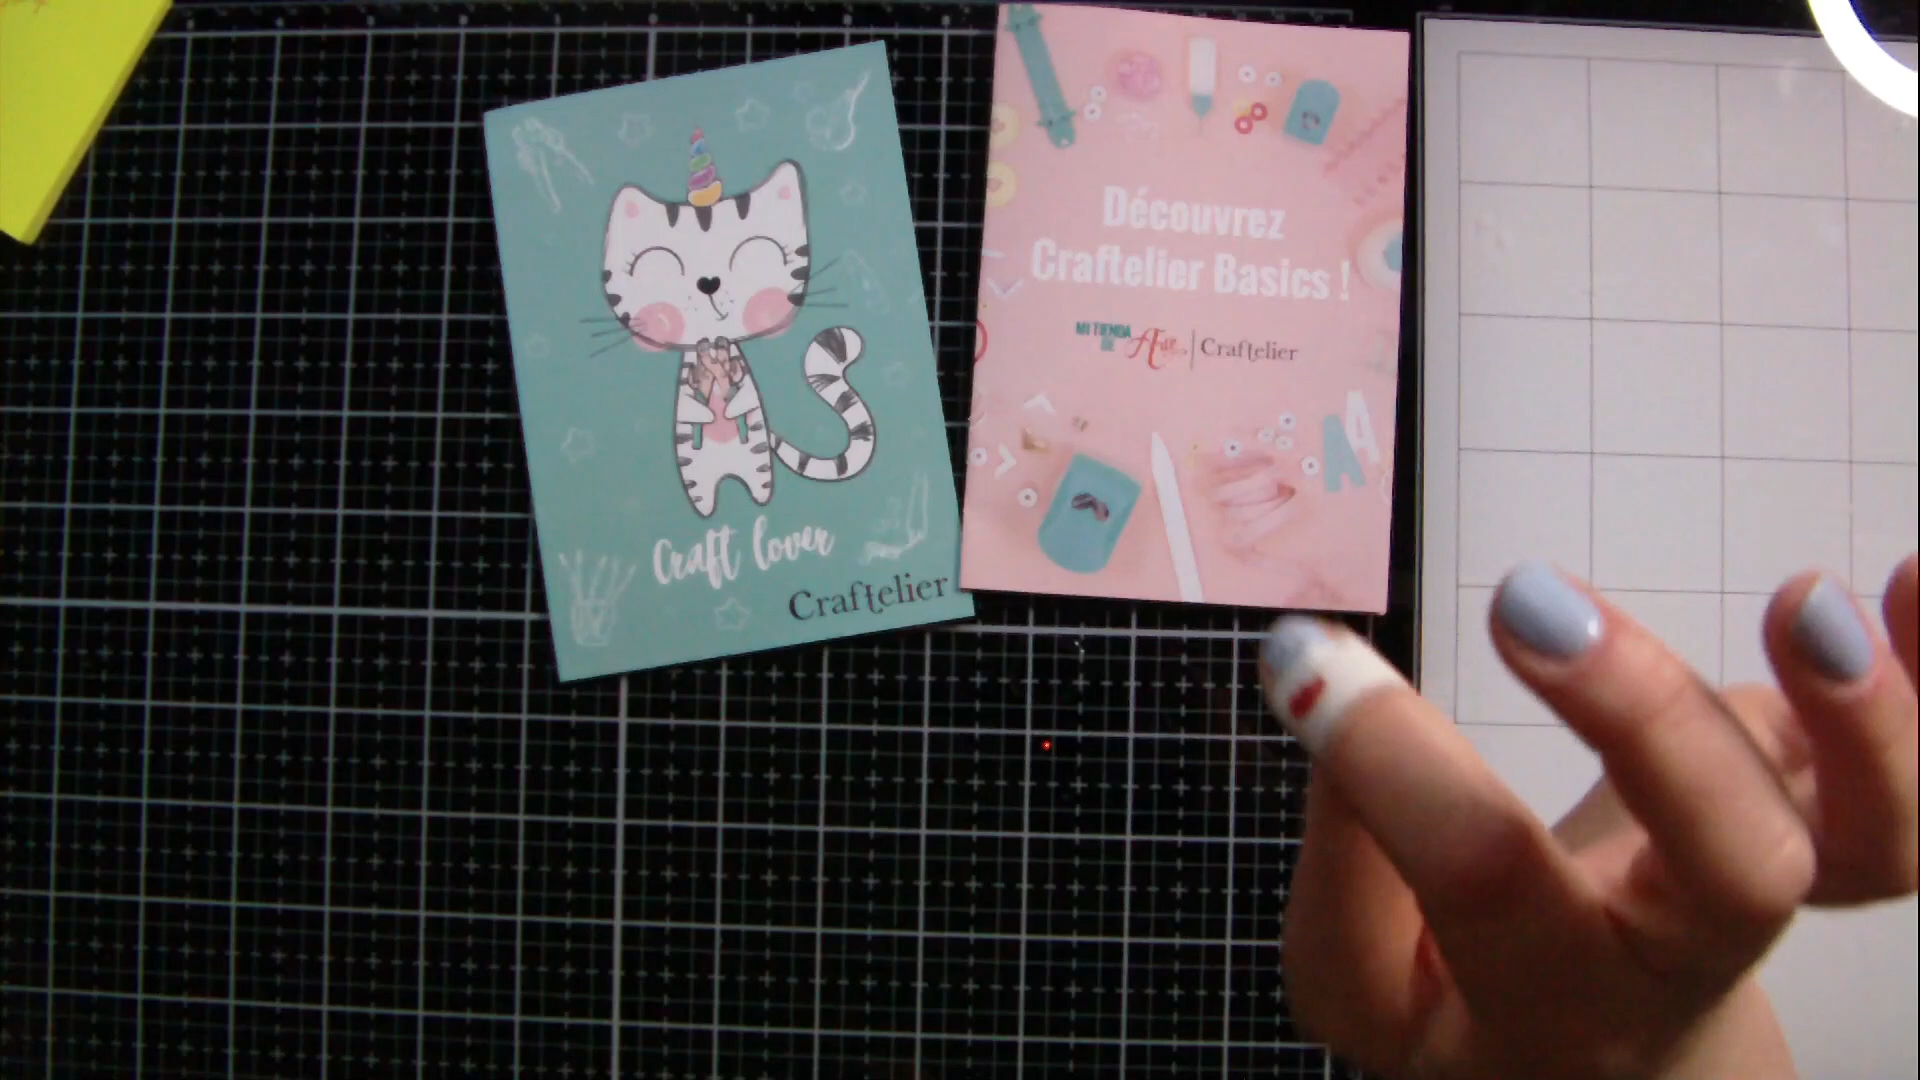 Craft lover
Craftelier
Découvrez
Craftelier Basics !
MI TIENDA
DE
Arte
Craftelier